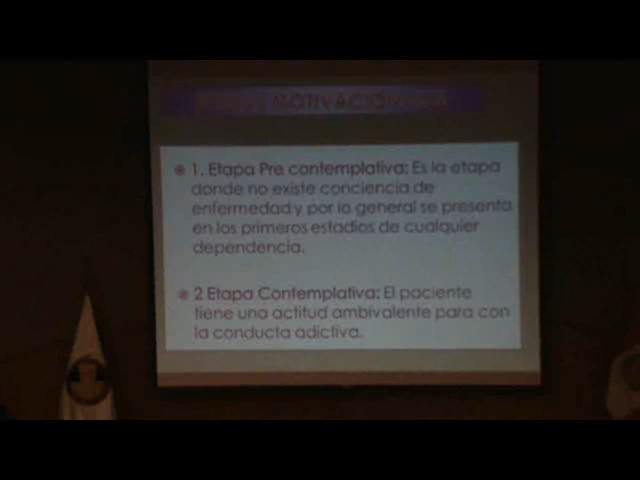 MOTIVACION
1. Etapa Pre contemplativa: Es la etapa
donde no existe conciencia de
enfermedad y por lo general se presenta
en los primeros estadios de cualquier
dependencia.
2 Etapa Contemplativa: El paciente
tiene una actitud ambivalente para con
la conducta adictiva.